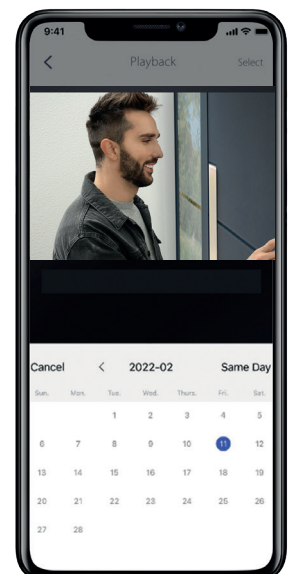 9:41
Playback Select
Cancel < 2022-02 Same Day
Sun. Mon. Tue. Wed. Thurs. Fri. Sat.
1 2 3 4 5
6 7 8 9 10 11 12
13 14 15 16 17 18 19
20 21 22 23 24 25 26
27 28